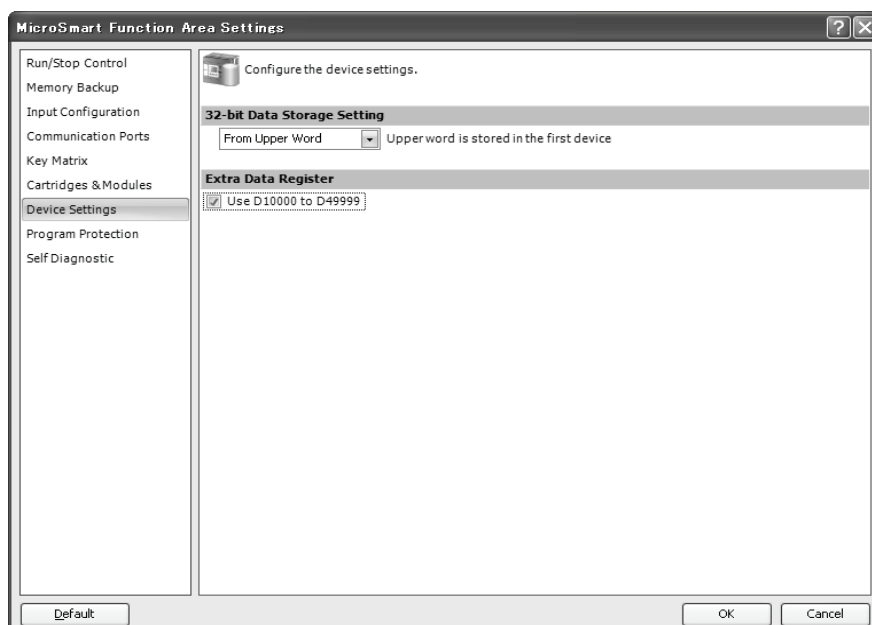 MicroSmart Function Area Settings
Run/Stop Control
Memory Backup
Input Configuration
Communication Ports
Key Matrix
Cartridges & Modules
Device Settings
Program Protection
Self Diagnostic
Configure the device settings.
32-bit Data Storage Setting
From Upper Word Upper word is stored in the first device
Extra Data Register
Use D10000 to D49999
Default OK Cancel